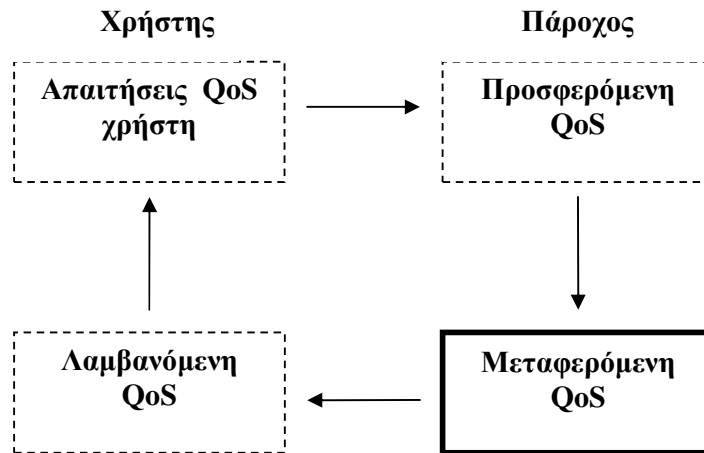 Χρήστης
Πάροχος
Απαιτήσεις QoS
χρήστη
Προσφερόμενη
QoS
Λαμβανόμενη
QoS
Μεταφερόμενη
QoS